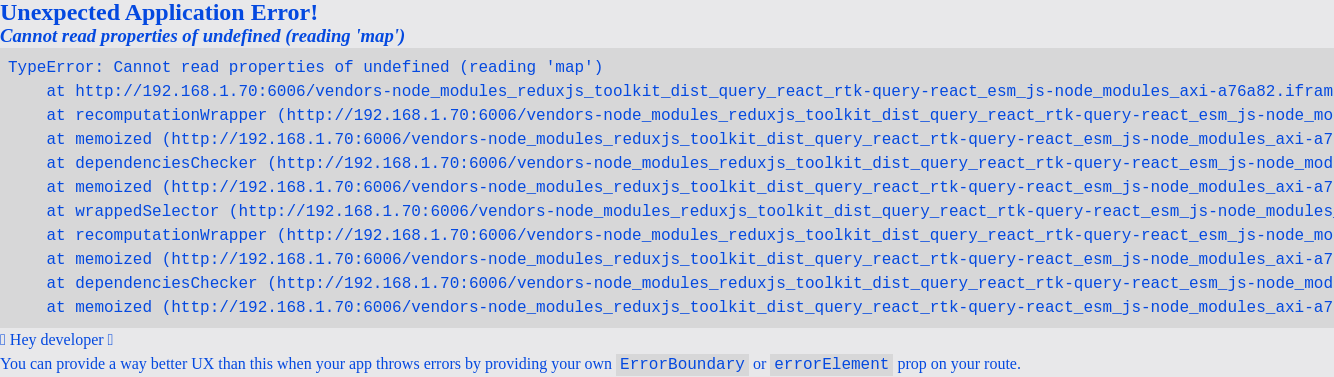 Unexpected Application Error!
Cannot read properties of undefined (reading 'map')
TypeError: Cannot read properties of undefined (reading 'map')
at http://192.168.1.70:6006/vendors-node_modules_reduxjs_toolkit_dist_query_react_rtk-query-react_esm_js-node_modules_axi-a76a82.ifram
at recomputationWrapper (http://192.168.1.70:6006/vendors-node_modules_reduxjs_toolkit_dist_query_react_rtk-query-react_esm_js-node_mo
at memoized (http://192.168.1.70:6006/vendors-node_modules_reduxjs_toolkit_dist_query_react_rtk-query-react_esm_js-node_modules_axi-a7
at dependenciesChecker (http://192.168.1.70:6006/vendors-node_modules_reduxjs_toolkit_dist_query_react_rtk-query-react_esm_js-node_mod
at memoized (http://192.168.1.70:6006/vendors-node_modules_reduxjs_toolkit_dist_query_react_rtk-query-react_esm_js-node_modules_axi-a7
at wrappedSelector (http://192.168.1.70:6006/vendors-node_modules_reduxjs_toolkit_dist_query_react_rtk-query-react_esm_js-node_modules_
at recomputationWrapper (http://192.168.1.70:6006/vendors-node_modules_reduxjs_toolkit_dist_query_react_rtk-query-react_esm_js-node_mo
at memoized (http://192.168.1.70:6006/vendors-node_modules_reduxjs_toolkit_dist_query_react_rtk-query-react_esm_js-node_modules_axi-a7
at dependenciesChecker (http://192.168.1.70:6006/vendors-node_modules_reduxjs_toolkit_dist_query_react_rtk-query-react_esm_js-node_mod
at memoized (http://192.168.1.70:6006/vendors-node_modules_reduxjs_toolkit_dist_query_react_rtk-query-react_esm_js-node_modules_axi-a7
Hey developer
You can provide a way better UX than this when your app throws errors by providing your own ErrorBoundary or errorElement prop on your route.